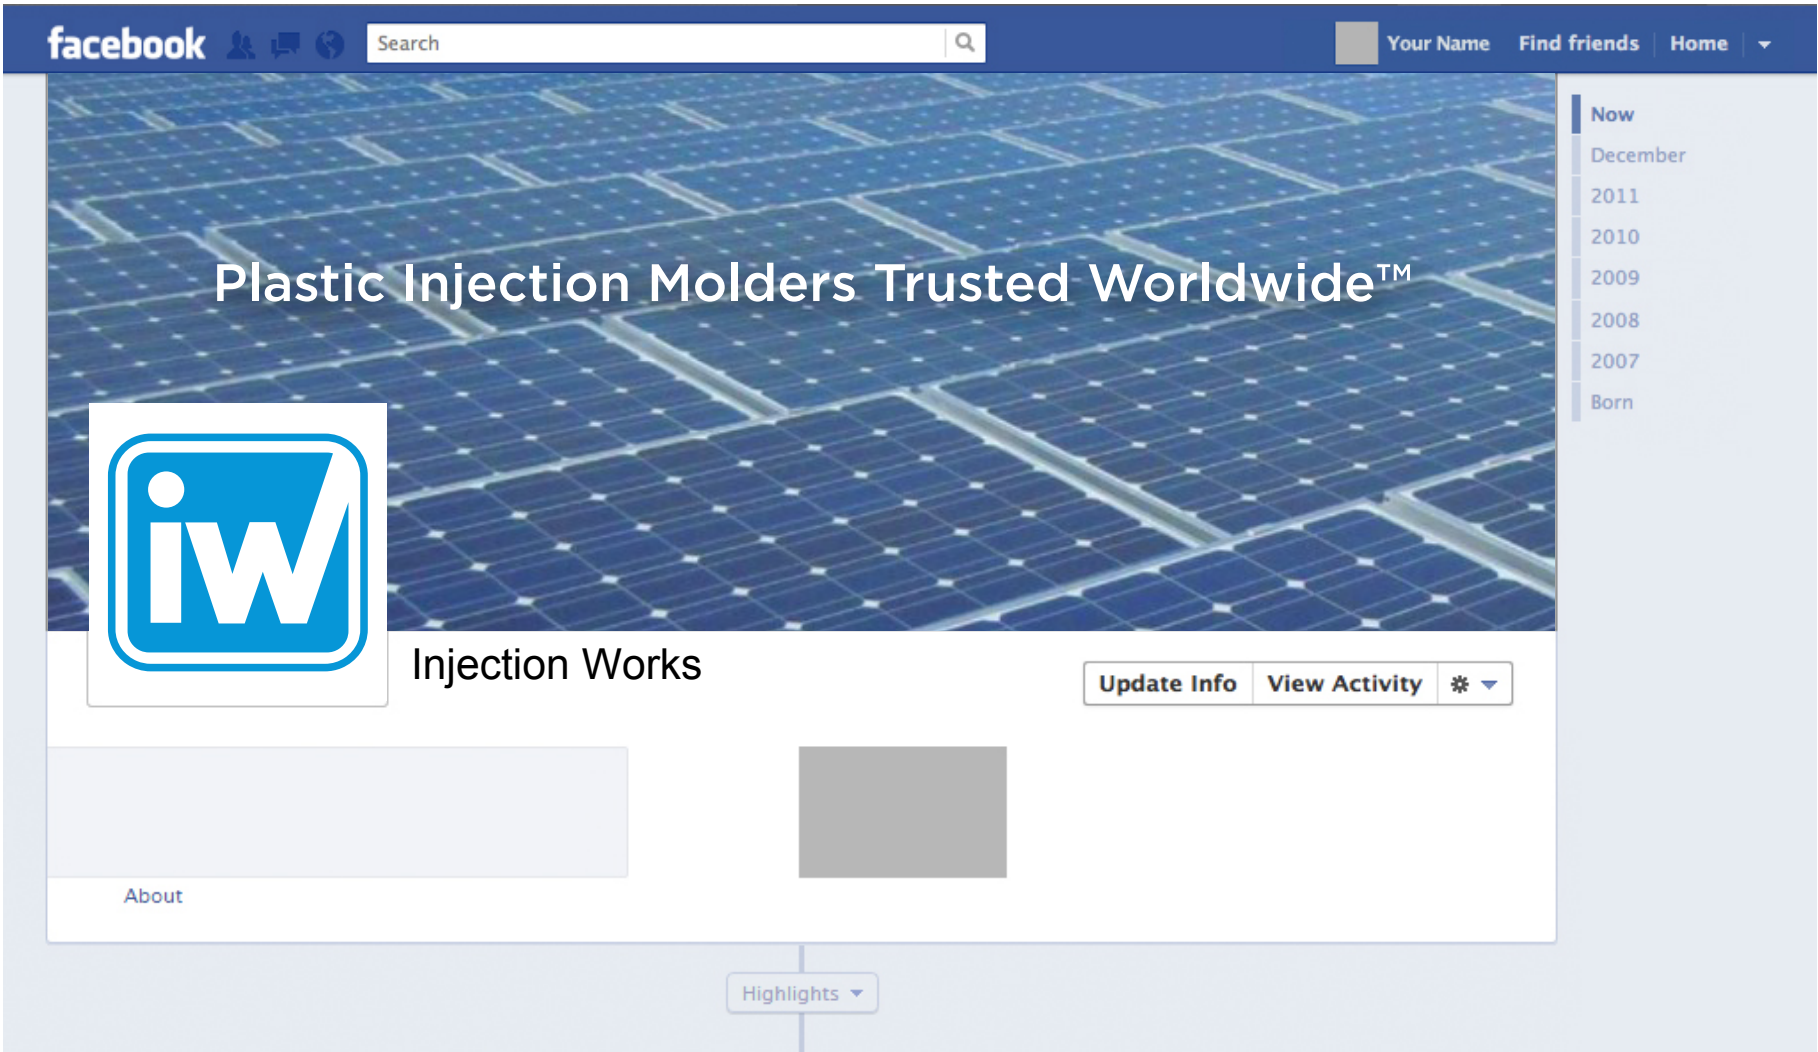 facebook
Search
Your Name
Find friends
Home
Now
December
2011
2010
2009
2008
2007
Born
Plastic Injection Molders Trusted Worldwide™
iw
Injection Works
Update Info
View Activity
About
Highlights